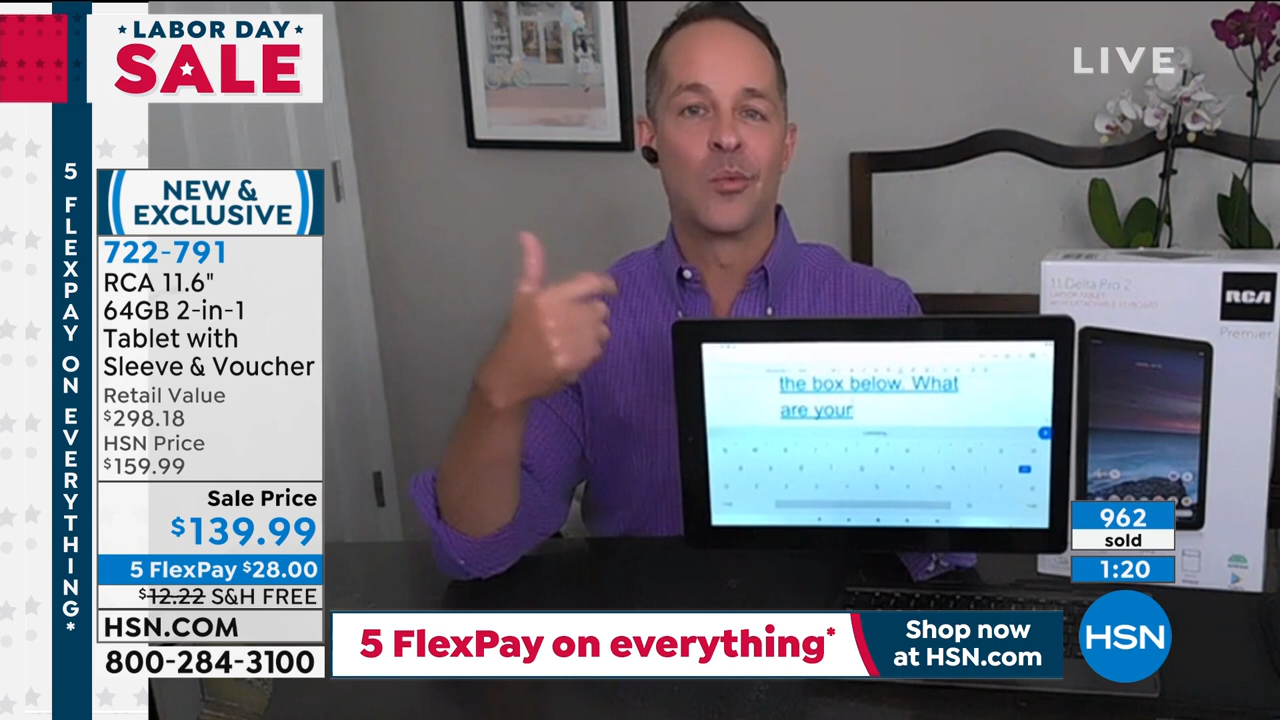 LABOR DAY
SALE
LIVE
5 FLEXPAY ON EVERYTHING*
NEW &
EXCLUSIVE
722-791
RCA 11.6"
64GB 2-in-1
Tablet with
Sleeve & Voucher
Retail Value
$298.18
HSN Price
$159.99
Sale Price
$139.99
5 FlexPay $28.00
$12.22 S&H FREE
HSN.COM
800-284-3100
the box below. What
are your
11 Delta Pro 2
RCA
Premier
962
sold
1:20
5 FlexPay on everything*
Shop now
at HSN.com
HSN